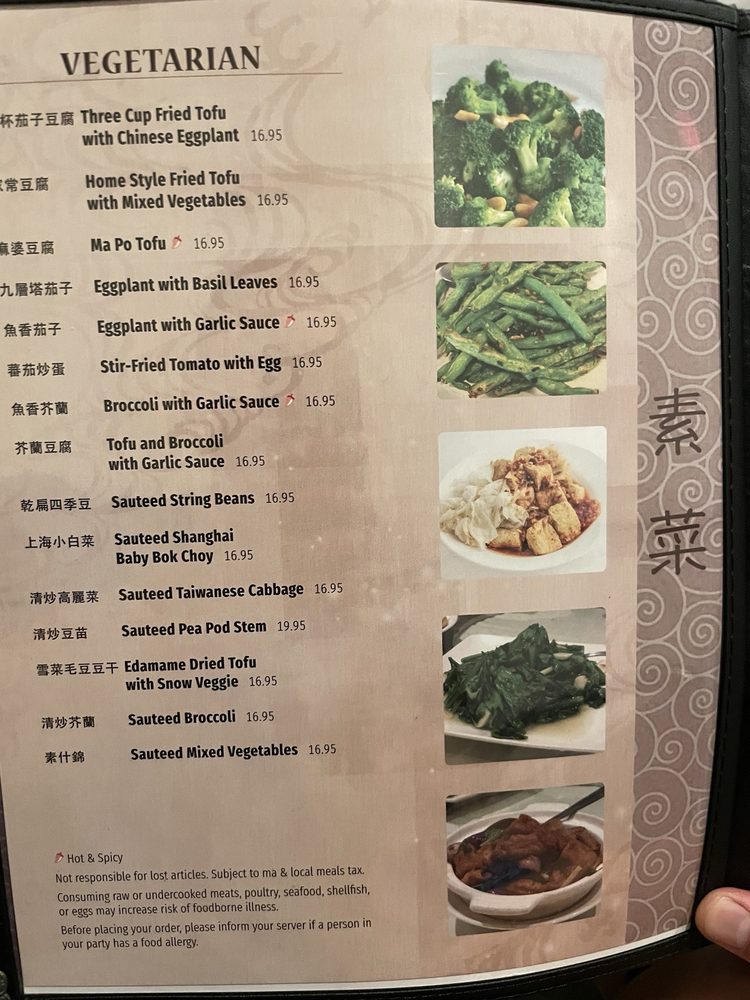 VEGETARIAN
杯茄子豆腐 Three Cup Fried Tofu
with Chinese Eggplant 16.95
家常豆腐 Home Style Fried Tofu
with Mixed Vegetables 16.95
麻婆豆腐 Ma Po Tofu 16.95
九層塔茄子 Eggplant with Basil Leaves 16.95
魚香茄子 Eggplant with Garlic Sauce 16.95
蕃茄炒蛋 Stir-Fried Tomato with Egg 16.95
魚香芥蘭 Broccoli with Garlic Sauce 16.95
芥蘭豆腐 Tofu and Broccoli
with Garlic Sauce 16.95
乾扁四季豆 Sauteed String Beans 16.95
上海小白菜 Sauteed Shanghai
Baby Bok Choy 16.95
清炒高麗菜 Sauteed Taiwanese Cabbage 16.95
清炒豆苗 Sauteed Pea Pod Stem 19.95
雪菜毛豆豆干 Edamame Dried Tofu
with Snow Veggie 16.95
清炒芥蘭 Sauteed Broccoli 16.95
素什錦 Sauteed Mixed Vegetables 16.95
Hot & Spicy
Not responsible for lost articles. Subject to ma & local meals tax.
Consuming raw or undercooked meats, poultry, seafood, shellfish,
or eggs may increase risk of foodborne illness.
Before placing your order, please inform your server if a person in
your party has a food allergy.
素菜